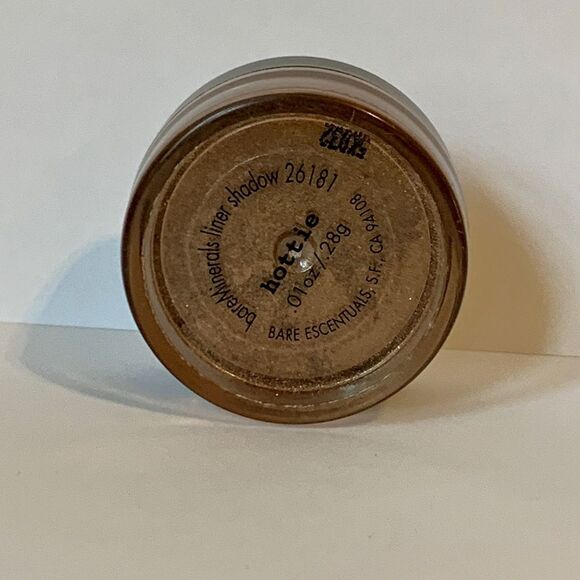 bareMinerals liner shadow 26181
hottie
.01oz/.28g
BARE ESCENTUALS, S.F., CA 94108